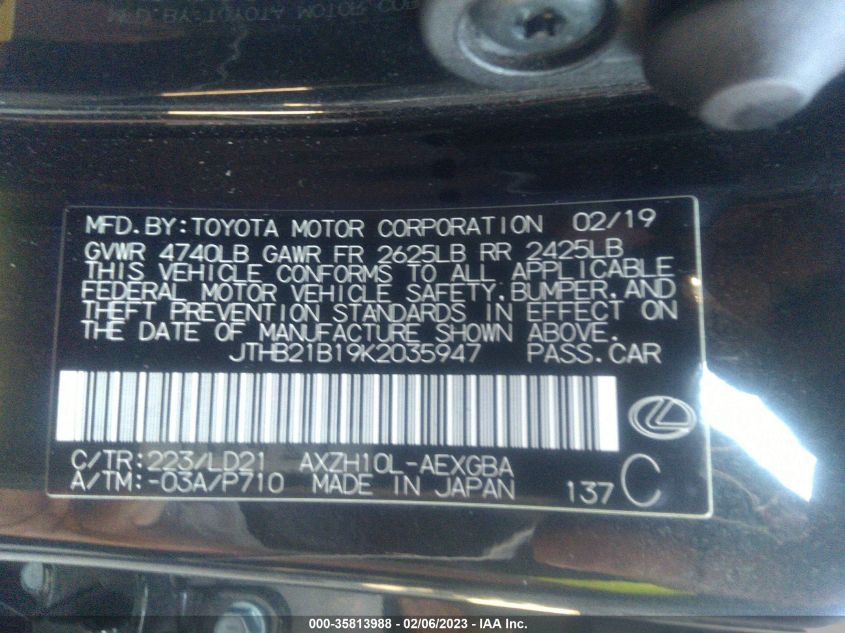 MFD.BY:TOYOTA MOTOR CORPORATION 02/19
GVWR 4740LB GAWR FR 2625LB RR 2425LB
THIS VEHICLE CONFORMS TO ALL APPLICABLE
FEDERAL MOTOR VEHICLE SAFETY,BUMPER,AND
THEFT PREVENTION STANDARDS IN EFFECT ON
THE DATE OF MANUFACTURE SHOWN ABOVE.
JTHB21B19K2035947 PASS.CAR
C/TR:223/LD21 AXZH10L-AEXGBA
A/TM:-03A/P710 MADE IN JAPAN 137 C
000-35813988 - 02/06/2023 - IAA Inc.